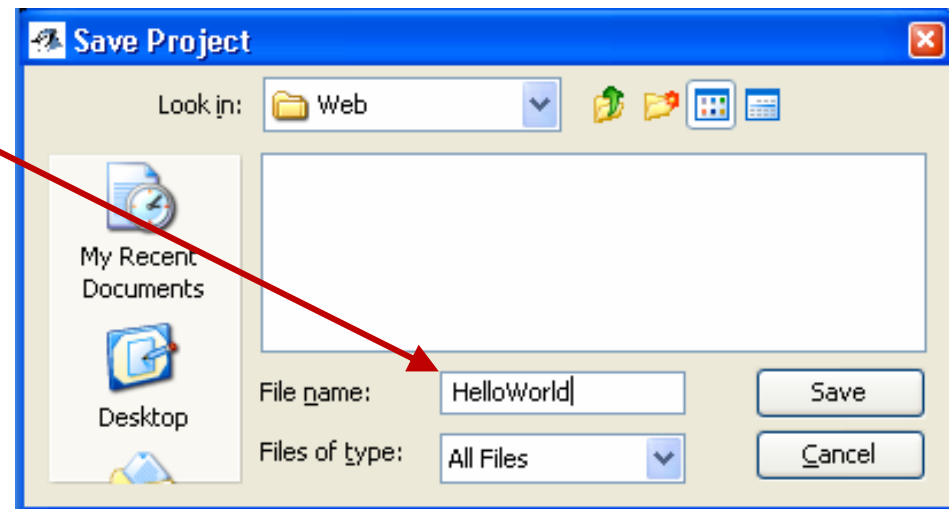 Save Project
Look in: Web
My Recent
Documents
Desktop
File name: HelloWorld
Save
Files of type: All Files
Cancel